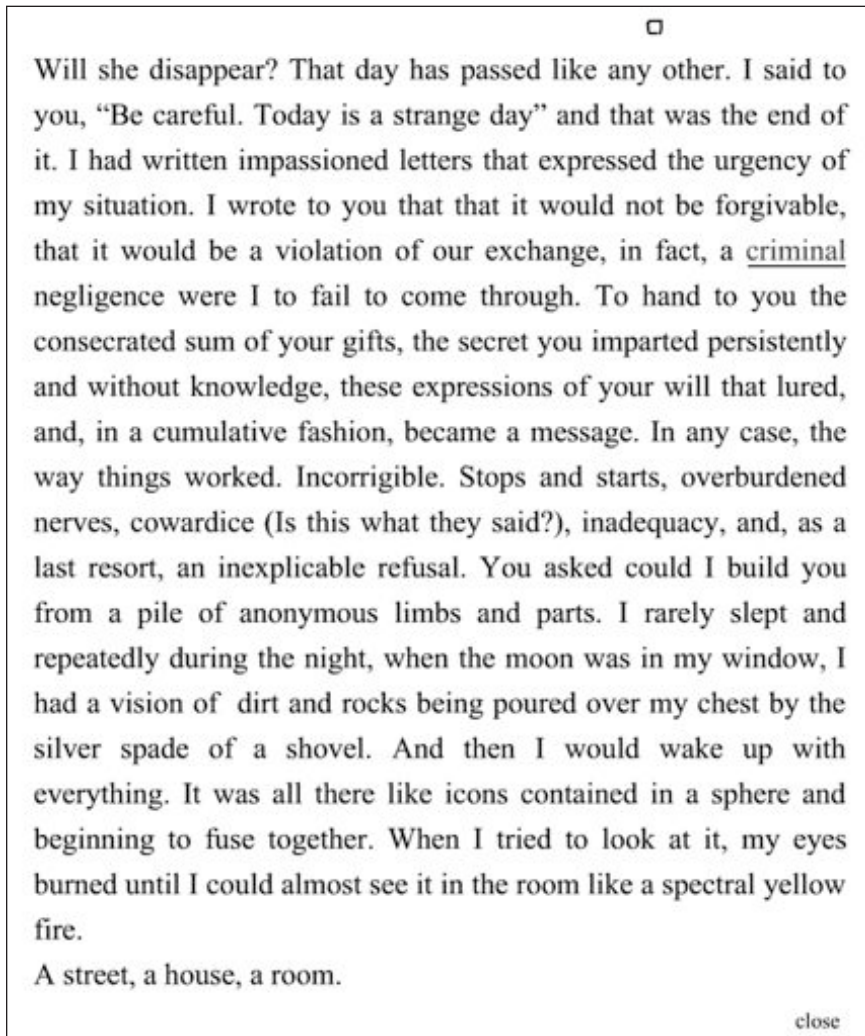 Will she disappear? That day has passed like any other. I said to
you, “Be careful. Today is a strange day” and that was the end of
it. I had written impassioned letters that expressed the urgency of
my situation. I wrote to you that that it would not be forgivable,
that it would be a violation of our exchange, in fact, a criminal
negligence were I to fail to come through. To hand to you the
consecrated sum of your gifts, the secret you imparted persistently
and without knowledge, these expressions of your will that lured,
and, in a cumulative fashion, became a message. In any case, the
way things worked. Incorrigible. Stops and starts, overburdened
nerves, cowardice (Is this what they said?), inadequacy, and, as a
last resort, an inexplicable refusal. You asked could I build you
from a pile of anonymous limbs and parts. I rarely slept and
repeatedly during the night, when the moon was in my window, I
had a vision of dirt and rocks being poured over my chest by the
silver spade of a shovel. And then I would wake up with
everything. It was all there like icons contained in a sphere and
beginning to fuse together. When I tried to look at it, my eyes
burned until I could almost see it in the room like a spectral yellow
fire.
A street, a house, a room.
close